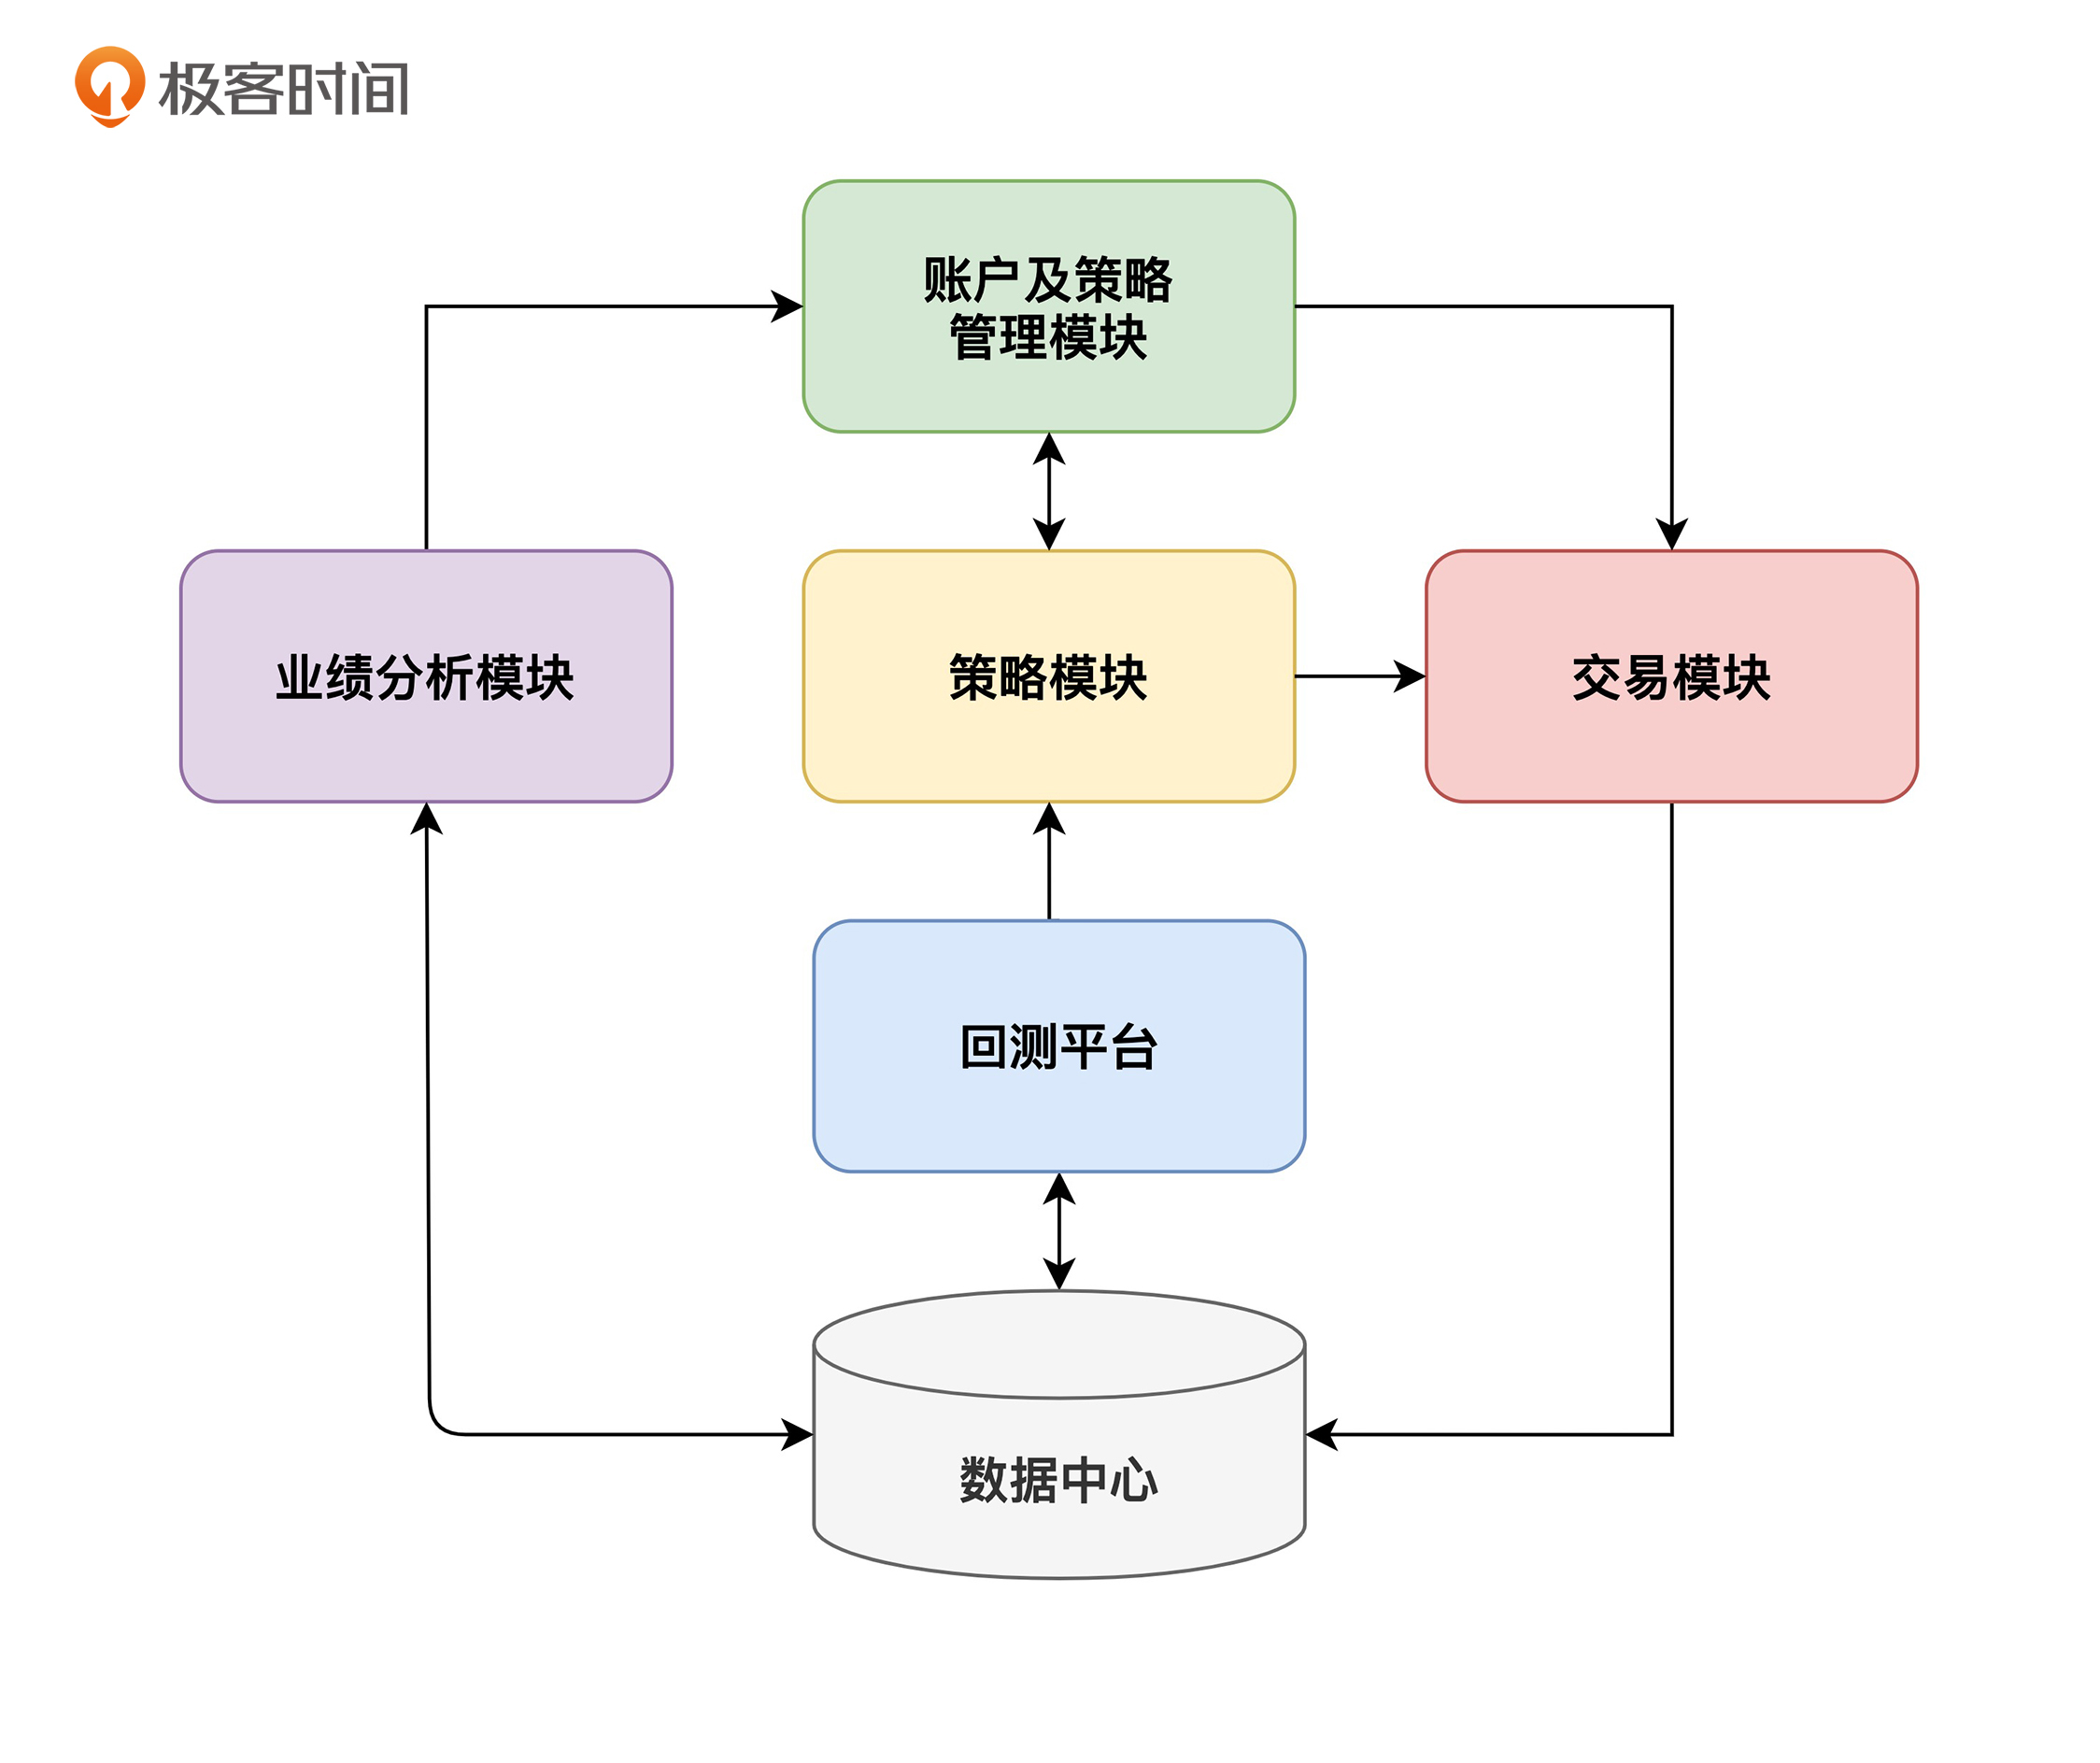 极客时间
账户及策略
管理模块
业绩分析模块
策略模块
交易模块
回测平台
数据中心